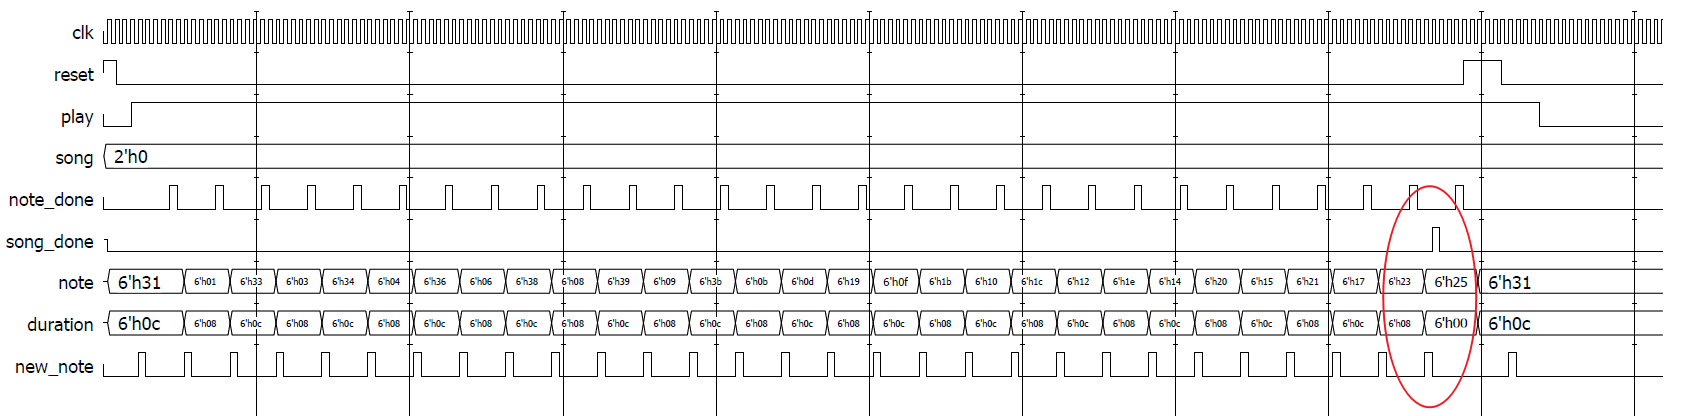 clk
reset
play
song 2'h0
note_done
song_done
note 6'h31 6'h01 6'h33 6'h03 6'h34 6'h04 6'h36 6'h06 6'h38 6'h08 6'h39 6'h09 6'h3b 6'h0b 6'h0d 6'h19 6'h0f 6'h1b 6'h10 6'h1c 6'h12 6'h1e 6'h14 6'h20 6'h15 6'h21 6'h17 6'h23 6'h25 6'h31
duration 6'h0c 6'h08 6'h0c 6'h08 6'h0c 6'h08 6'h0c 6'h08 6'h0c 6'h08 6'h0c 6'h08 6'h0c 6'h08 6'h0c 6'h08 6'h0c 6'h08 6'h0c 6'h08 6'h0c 6'h08 6'h0c 6'h08 6'h0c 6'h08 6'h0c 6'h08 6'h00 6'h0c
new_note